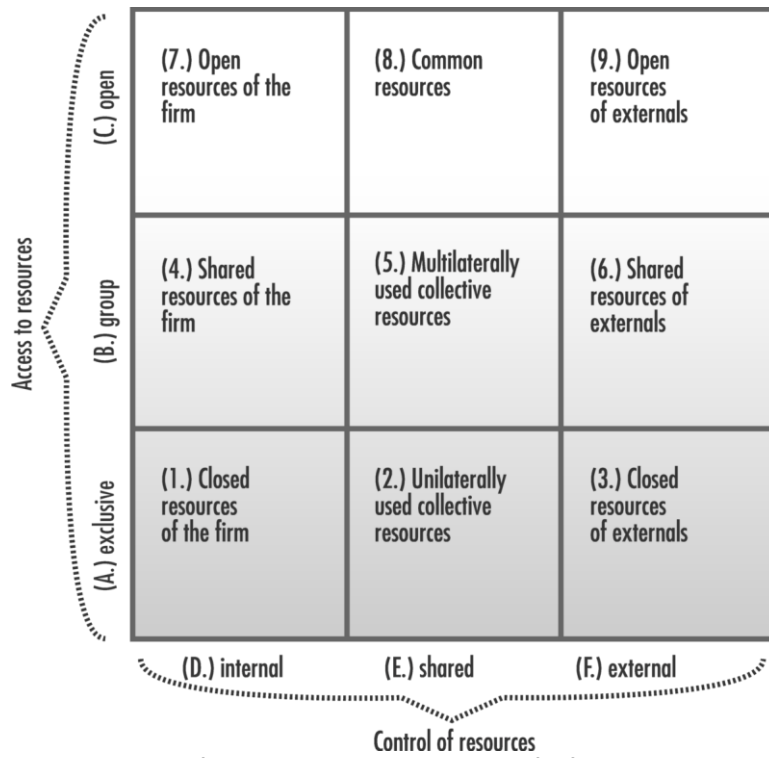 (7.) Open
resources of the
firm
(8.) Common
resources
(9.) Open
resources
of externals
(C.) open
(4.) Shared
resources of the
firm
(5.) Multilaterally
used collective
resources
(6.) Shared
resources of
externals
(B.) group
Access to resources
(1.) Closed
resources
of the firm
(2.) Unilaterally
used collective
resources
(3.) Closed
resources
of externals
(A.) exclusive
(D.) internal
(E.) shared
(F.) external
Control of resources